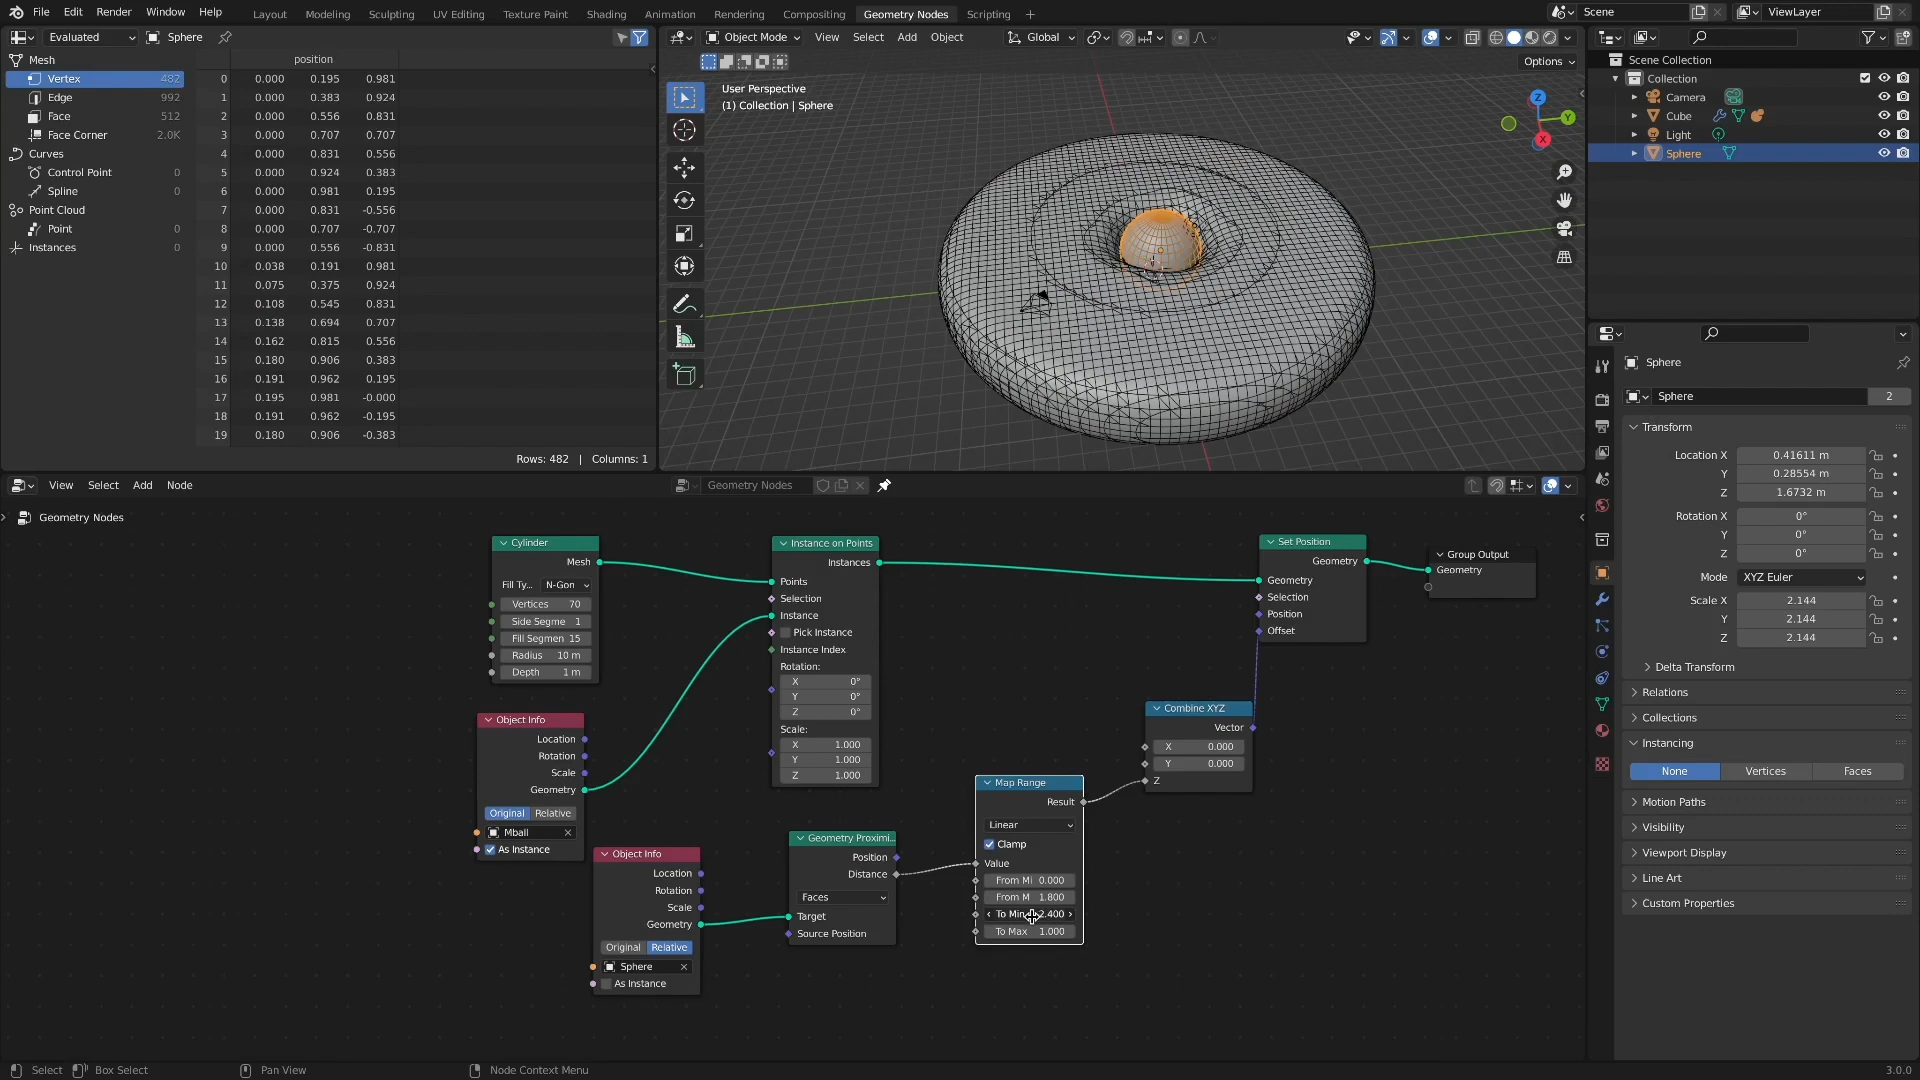 File Edit Render Window Help Layout Modeling Sculpting UV Editing Texture Paint Shading Animation Rendering Compositing Geometry Nodes Scripting + Scene ViewLayer
Evaluated Sphere
Object Mode View Select Add Object Global
Options
position
Mesh
Vertex 482
Edge 992
Face 512
Face Corner 2.0K
Curves
Control Point 0
Spline 0
Point Cloud
Point 0
Instances 0
0 0.000 0.195 0.981
1 0.000 0.383 0.924
2 0.000 0.556 0.831
3 0.000 0.707 0.707
4 0.000 0.831 0.556
5 0.000 0.924 0.383
6 0.000 0.981 0.195
7 0.000 0.831 -0.556
8 0.000 0.707 -0.707
9 0.000 0.556 -0.831
10 0.038 0.191 0.981
11 0.075 0.375 0.924
12 0.108 0.545 0.831
13 0.138 0.694 0.707
14 0.162 0.815 0.556
15 0.180 0.906 0.383
16 0.191 0.962 0.195
17 0.195 0.981 -0.000
18 0.191 0.962 -0.195
19 0.180 0.906 -0.383
Rows: 482 | Columns: 1
User Perspective
(1) Collection | Sphere
Z
Y
X
Scene Collection
Collection
Camera
Cube
Light
Sphere
View Select Add Node
Geometry Nodes
Geometry Nodes
Cylinder
Mesh
Fill Ty... N-Gon
Vertices 70
Side Segme 1
Fill Segmen 15
Radius 10 m
Depth 1 m
Object Info
Location
Rotation
Scale
Geometry
Original Relative
Mball
As Instance
Object Info
Location
Rotation
Scale
Geometry
Original Relative
Sphere
As Instance
Instance on Points
Instances
Points
Selection
Instance
Pick Instance
Instance Index
Rotation:
X 0°
Y 0°
Z 0°
Scale:
X 1.000
Y 1.000
Z 1.000
Geometry Proximi...
Position
Distance
Faces
Target
Source Position
Map Range
Result
Linear
Clamp
Value
From Mi 0.000
From M 1.800
To Min 2.400
To Max 1.000
Combine XYZ
Vector
X 0.000
Y 0.000
Z
Set Position
Geometry
Geometry
Selection
Position
Offset
Group Output
Geometry
Sphere
Sphere 2
Transform
Location X 0.41611 m
Y 0.28554 m
Z 1.6732 m
Rotation X 0°
Y 0°
Z 0°
Mode XYZ Euler
Scale X 2.144
Y 2.144
Z 2.144
Delta Transform
Relations
Collections
Instancing
None Vertices Faces
Motion Paths
Visibility
Viewport Display
Line Art
Custom Properties
Select Box Select Pan View Node Context Menu 3.0.0